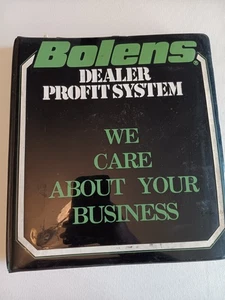 Bolens
DEALER
PROFIT SYSTEM
WE
CARE
ABOUT YOUR
BUSINESS